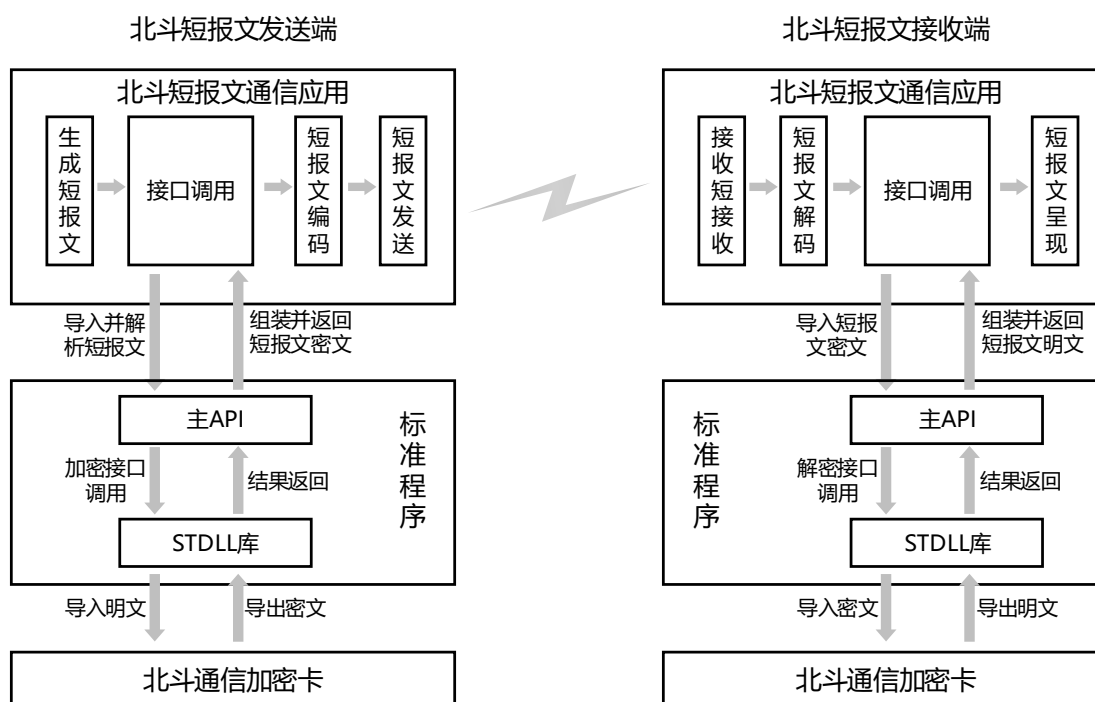 北斗短报文发送端
北斗短报文通信应用
生成短报文
接口调用
短报文编码
短报文发送
导入并解
析短报文
组装并返回
短报文密文
主API
标准程序
加密接口
调用
结果返回
STDLL库
导入明文
导出密文
北斗通信加密卡
北斗短报文接收端
北斗短报文通信应用
接收短接收
短报文解码
接口调用
短报文呈现
导入短报
文密文
组装并返回
短报文明文
标准程序
主API
解密接口
调用
结果返回
STDLL库
导入密文
导出明文
北斗通信加密卡